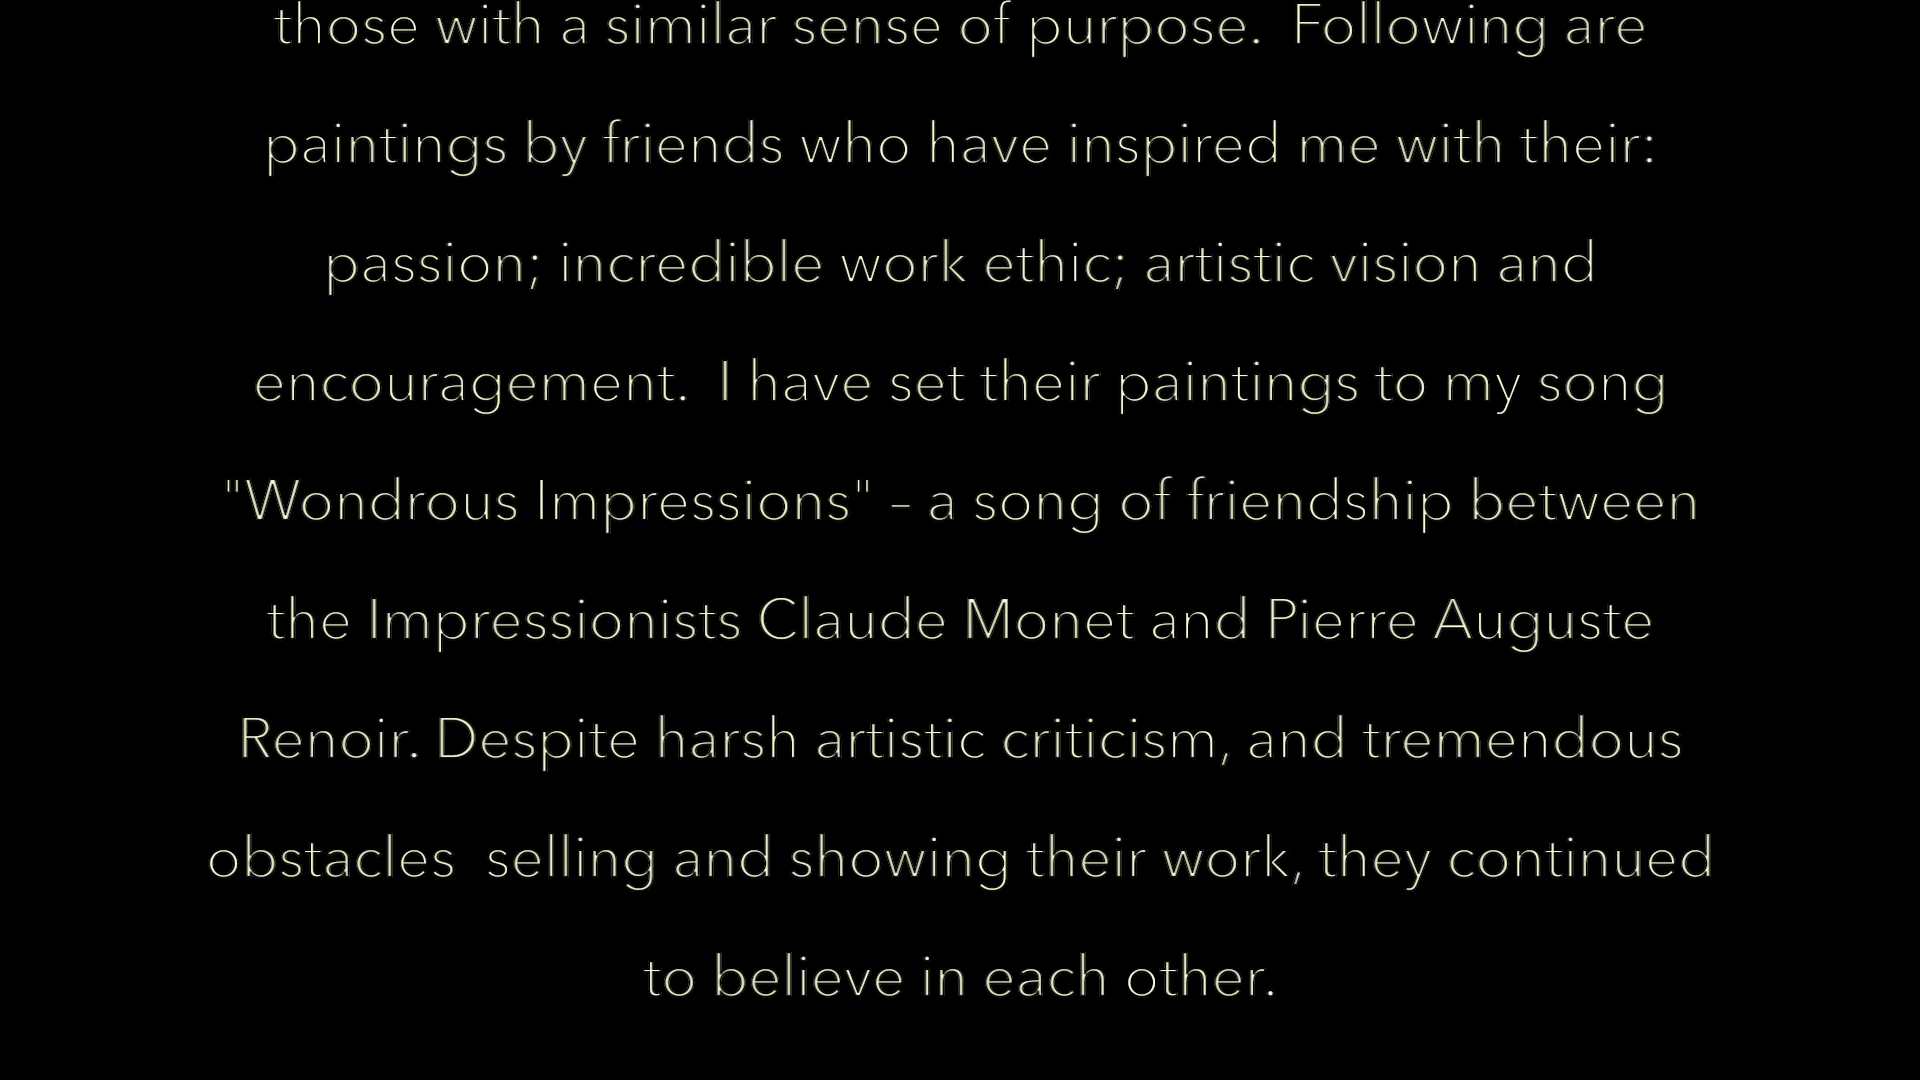 those with a similar sense of purpose.  Following are
paintings by friends who have inspired me with their:
passion; incredible work ethic; artistic vision and
encouragement.  I have set their paintings to my song
"Wondrous Impressions" – a song of friendship between
the Impressionists Claude Monet and Pierre Auguste
Renoir. Despite harsh artistic criticism, and tremendous
obstacles  selling and showing their work, they continued
to believe in each other.